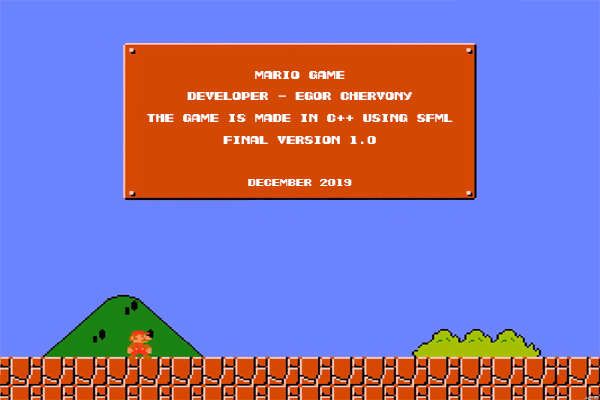 MARIO GAME
DEVELOPER - EGOR CHERVONY
THE GAME IS MADE IN C++ USING SFML
FINAL VERSION 1.0
DECEMBER 2019